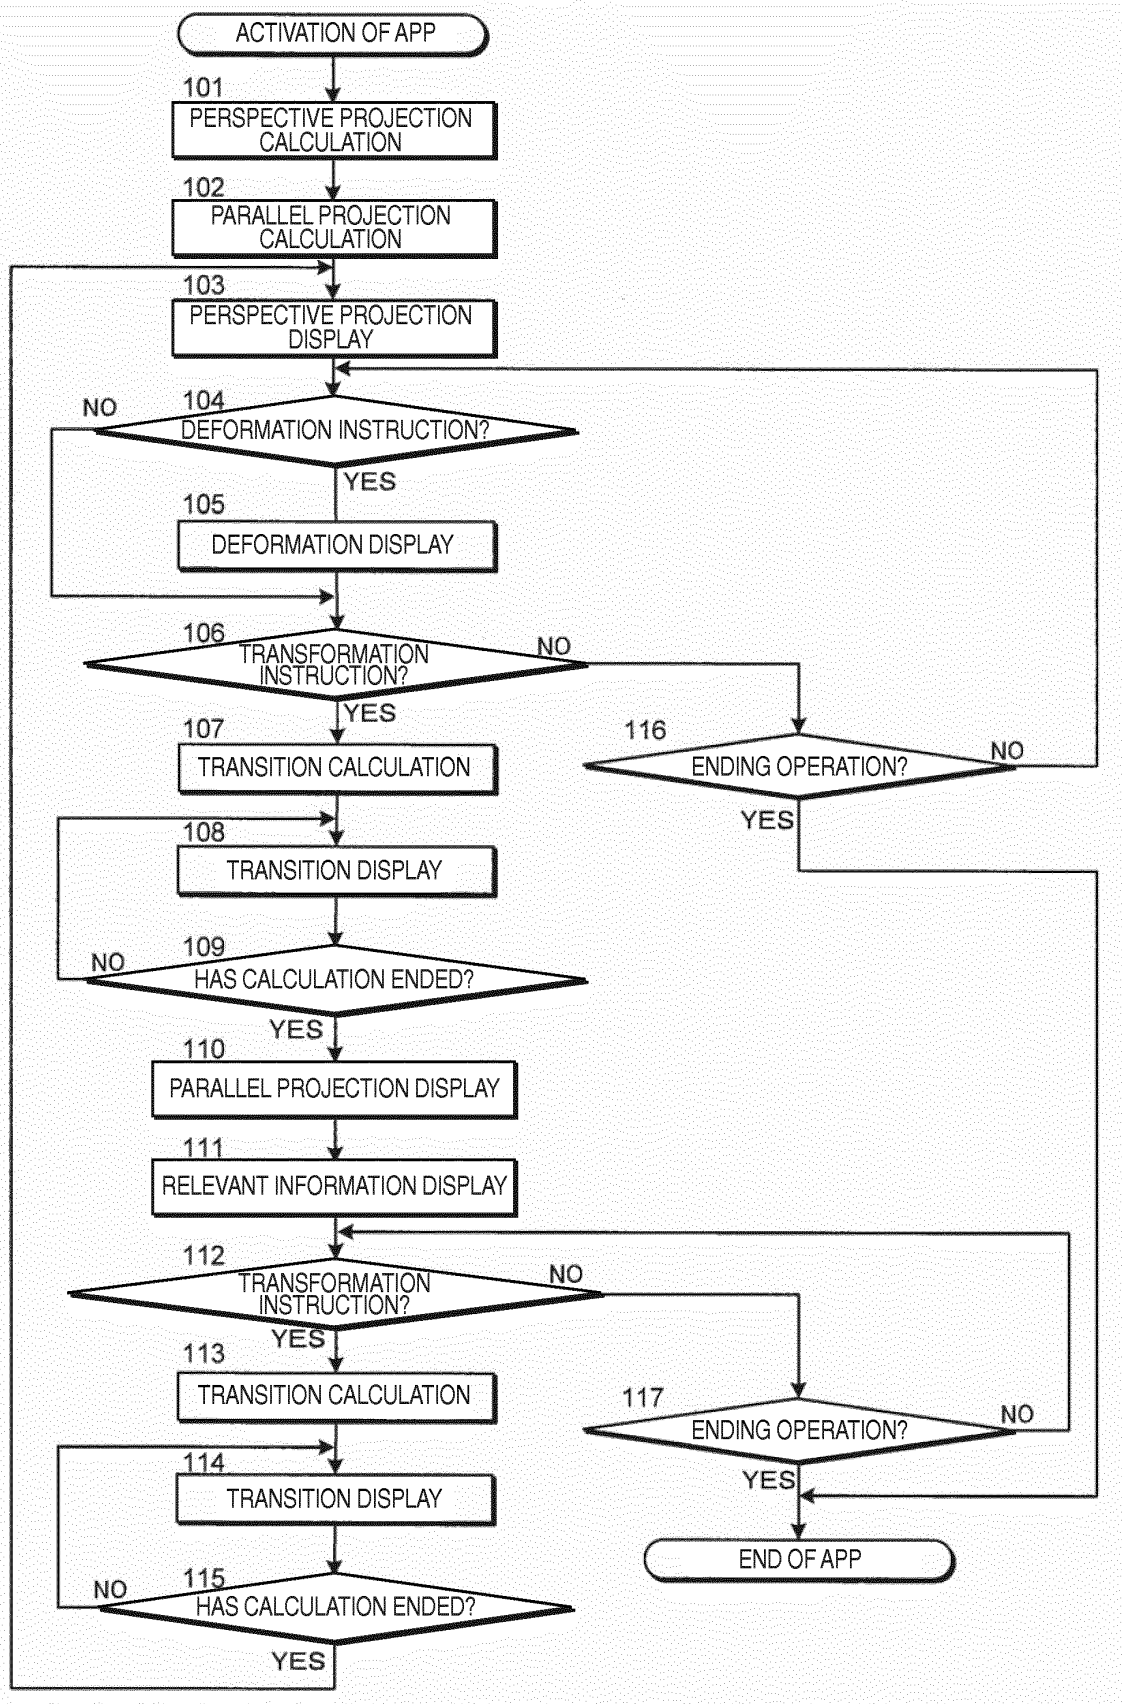 ACTIVATION OF APP
101
PERSPECTIVE PROJECTION
CALCULATION
102
PARALLEL PROJECTION
CALCULATION
103
PERSPECTIVE PROJECTION
DISPLAY
104
NO
DEFORMATION INSTRUCTION?
YES
105
DEFORMATION DISPLAY
106
NO
TRANSFORMATION
INSTRUCTION?
YES
107
TRANSITION CALCULATION
116
ENDING OPERATION?
NO
YES
108
TRANSITION DISPLAY
109
NO
HAS CALCULATION ENDED?
YES
110
PARALLEL PROJECTION DISPLAY
111
RELEVANT INFORMATION DISPLAY
112
NO
TRANSFORMATION
INSTRUCTION?
YES
113
TRANSITION CALCULATION
117
NO
ENDING OPERATION?
YES
114
TRANSITION DISPLAY
END OF APP
115
NO
HAS CALCULATION ENDED?
YES